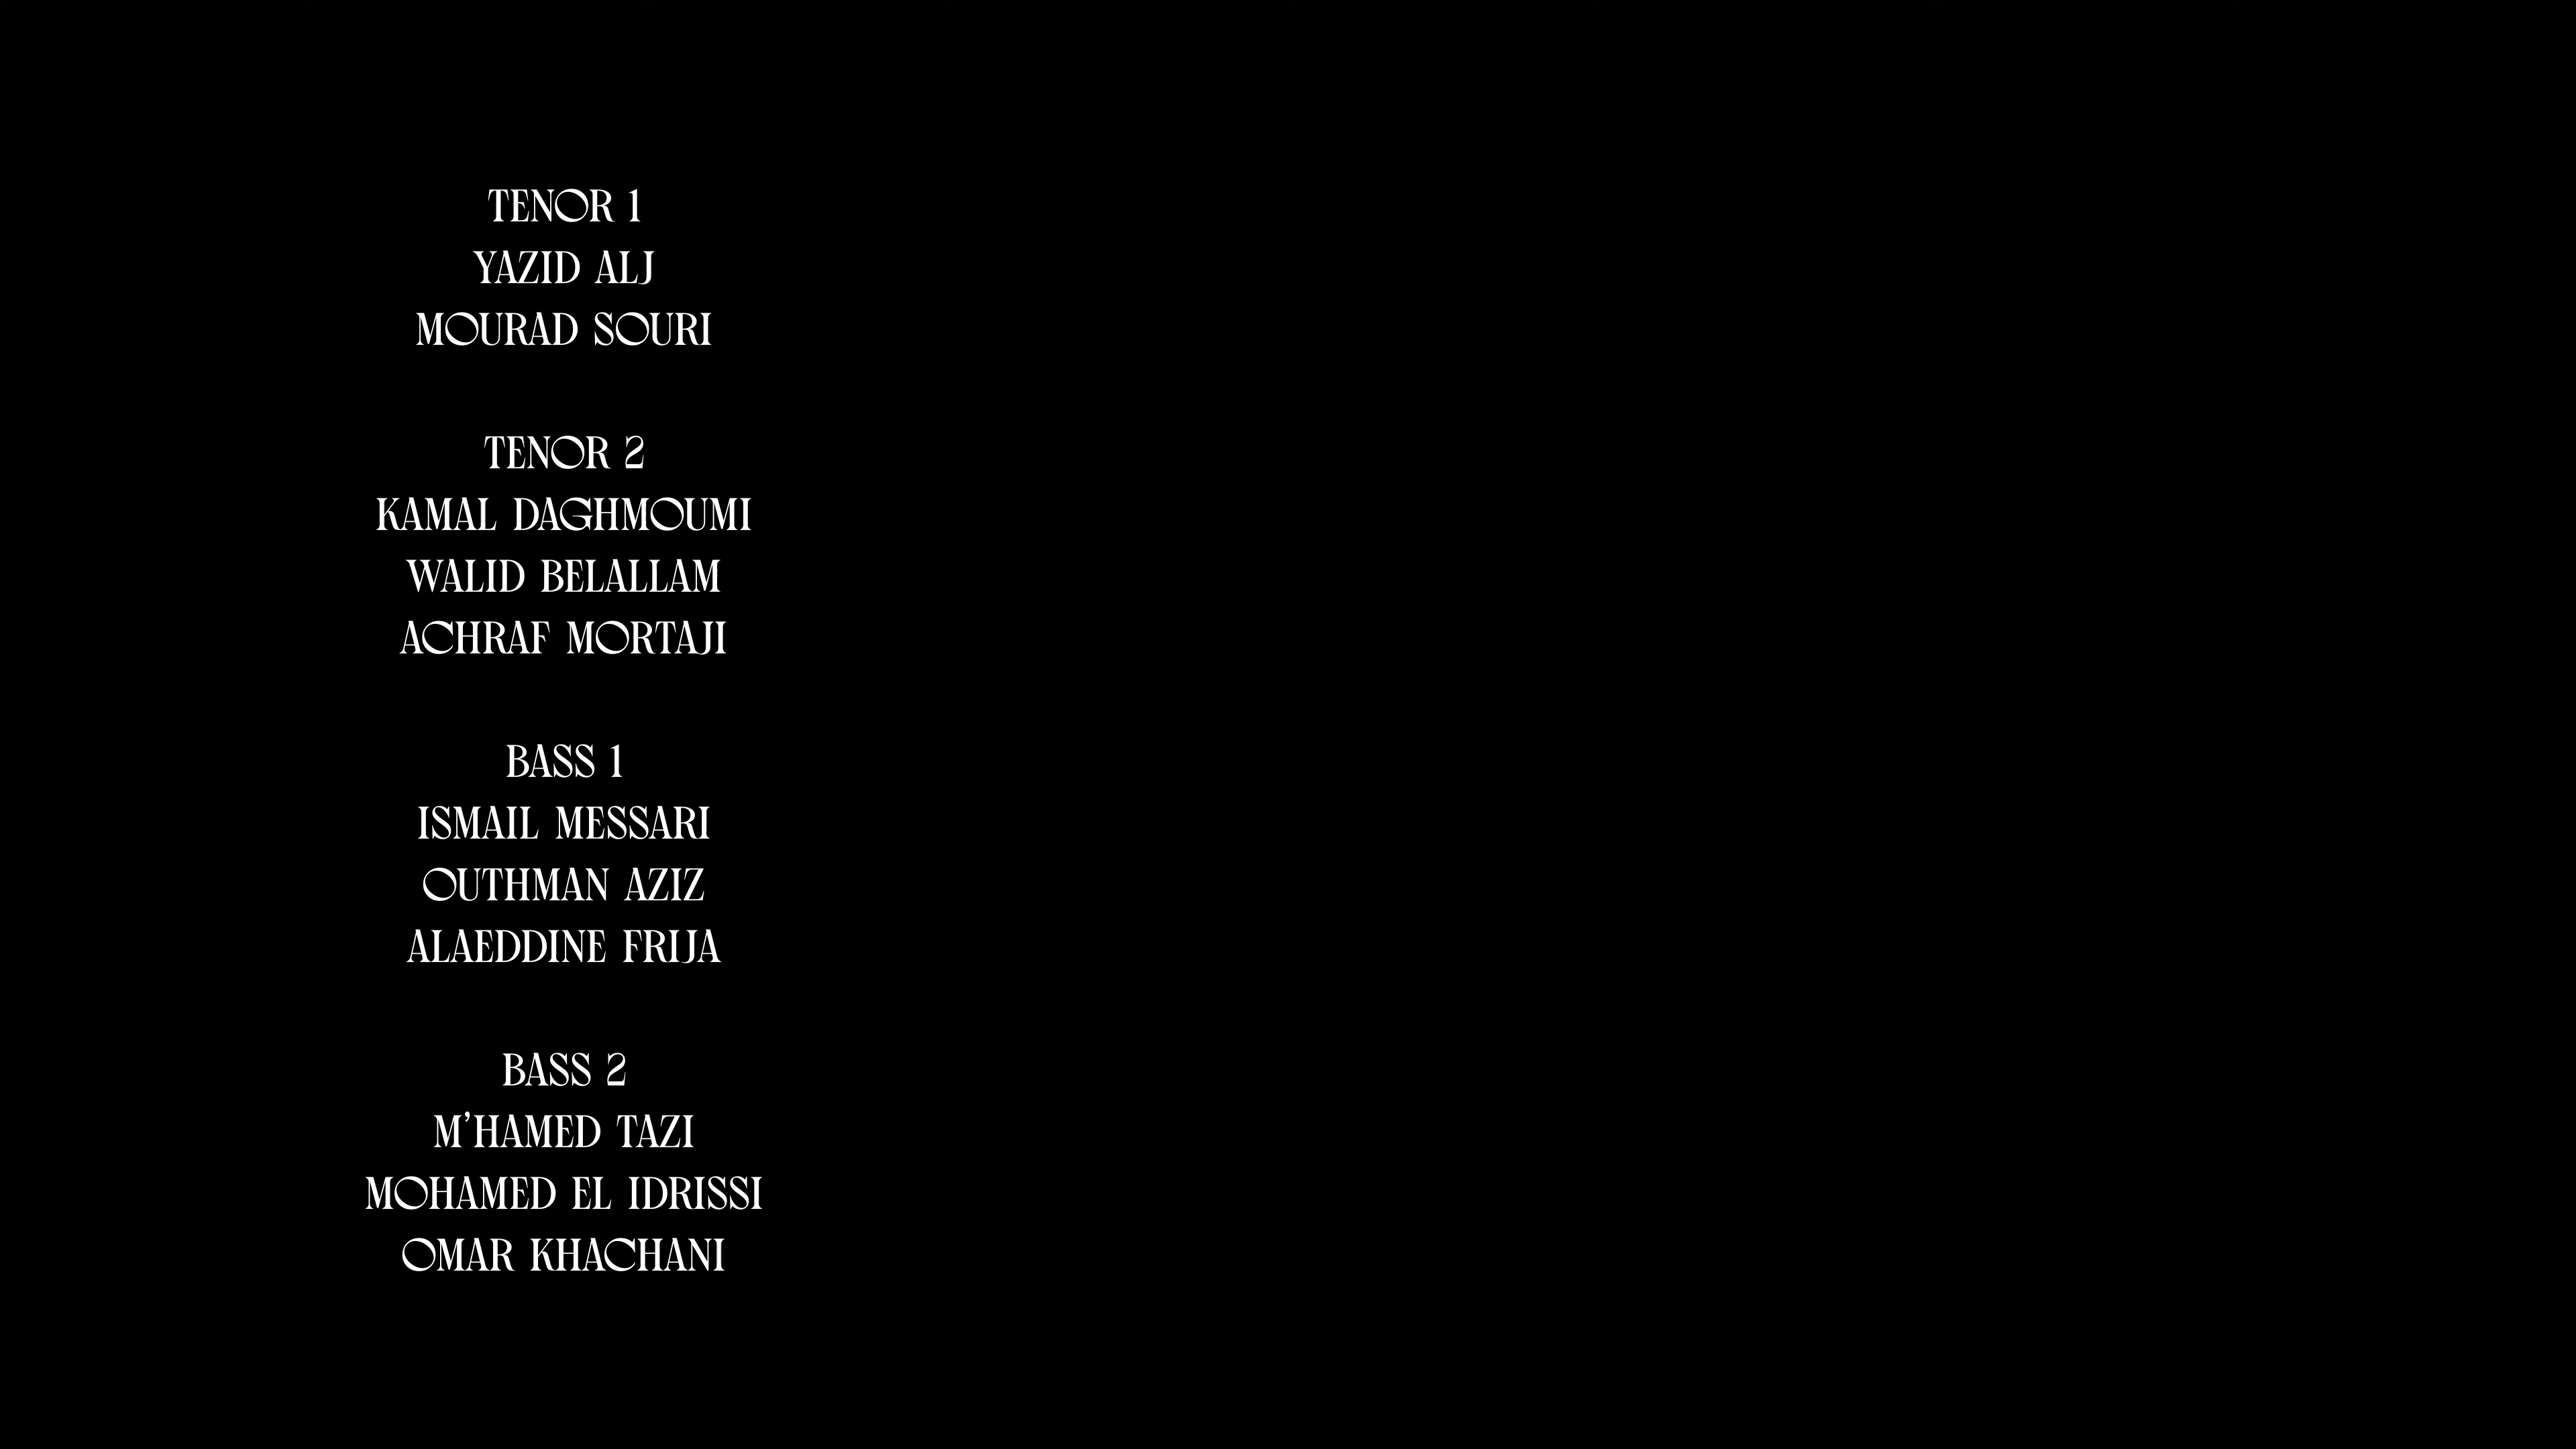 TENOR 1
YAZID ALJ
MOURAD SOURI
TENOR 2
KAMAL DAGHMOUMI
WALID BELALLAM
ACHRAF MORTAJI
BASS 1
ISMAIL MESSARI
OUTHMAN AZIZ
ALAEDDINE FRIJA
BASS 2
M’HAMED TAZI
MOHAMED EL IDRISSI
OMAR KHACHANI